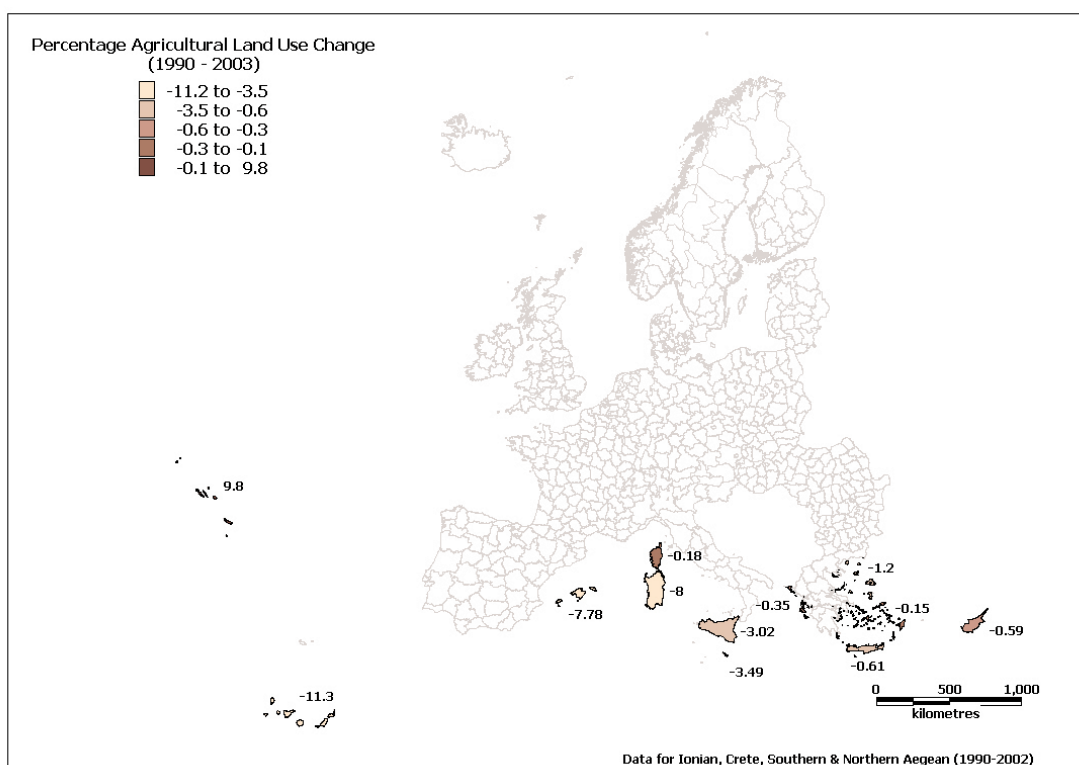 Percentage Agricultural Land Use Change
(1990 - 2003)
-11.2 to -3.5
-3.5 to -0.6
-0.6 to -0.3
-0.3 to -0.1
-0.1 to 9.8
9.8
-0.18
-1.2
-8
-7.78
-0.35
-0.15
-3.02
-0.59
-3.49
-0.61
-11.3
0 500 1,000
kilometres
Data for Ionian, Crete, Southern & Northern Aegean (1990-2002)